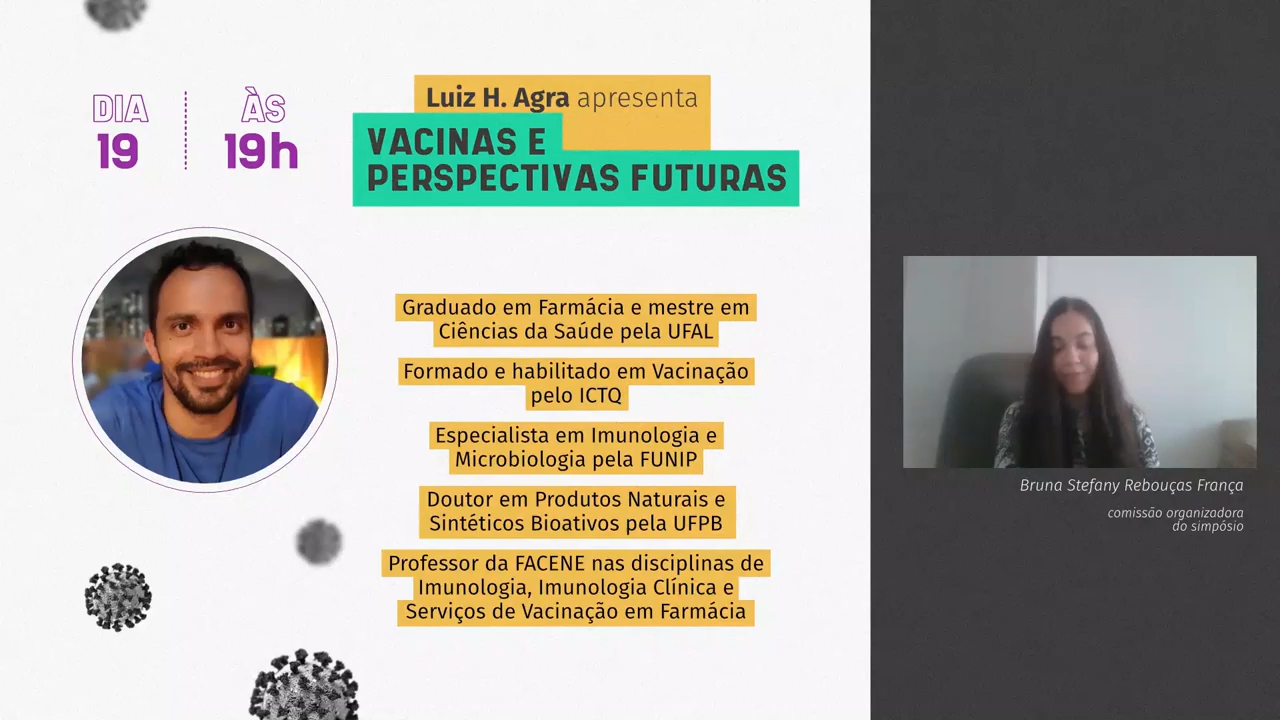 DIA
19
ÀS
19h
Luiz H. Agra apresenta
VACINAS E
PERSPECTIVAS FUTURAS
Graduado em Farmácia e mestre em
Ciências da Saúde pela UFAL
Formado e habilitado em Vacinação
pelo ICTQ
Especialista em Imunologia e
Microbiologia pela FUNIP
Doutor em Produtos Naturais e
Sintéticos Bioativos pela UFPB
Professor da FACENE nas disciplinas de
Imunologia, Imunologia Clínica e
Serviços de Vacinação em Farmácia
Bruna Stefany Rebouças França
comissão organizadora
do simpósio